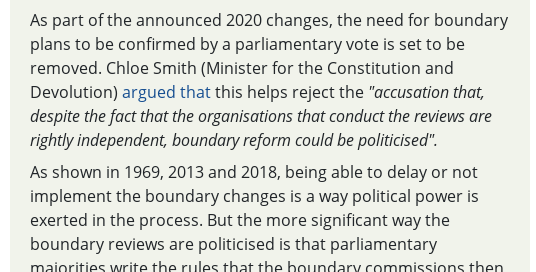 As part of the announced 2020 changes, the need for boundary
plans to be confirmed by a parliamentary vote is set to be
removed. Chloe Smith (Minister for the Constitution and
Devolution) argued that this helps reject the "accusation that,
despite the fact that the organisations that conduct the reviews are
rightly independent, boundary reform could be politicised".
As shown in 1969, 2013 and 2018, being able to delay or not
implement the boundary changes is a way political power is
exerted in the process. But the more significant way the
boundary reviews are politicised is that parliamentary
majorities write the rules that the boundary commissions then